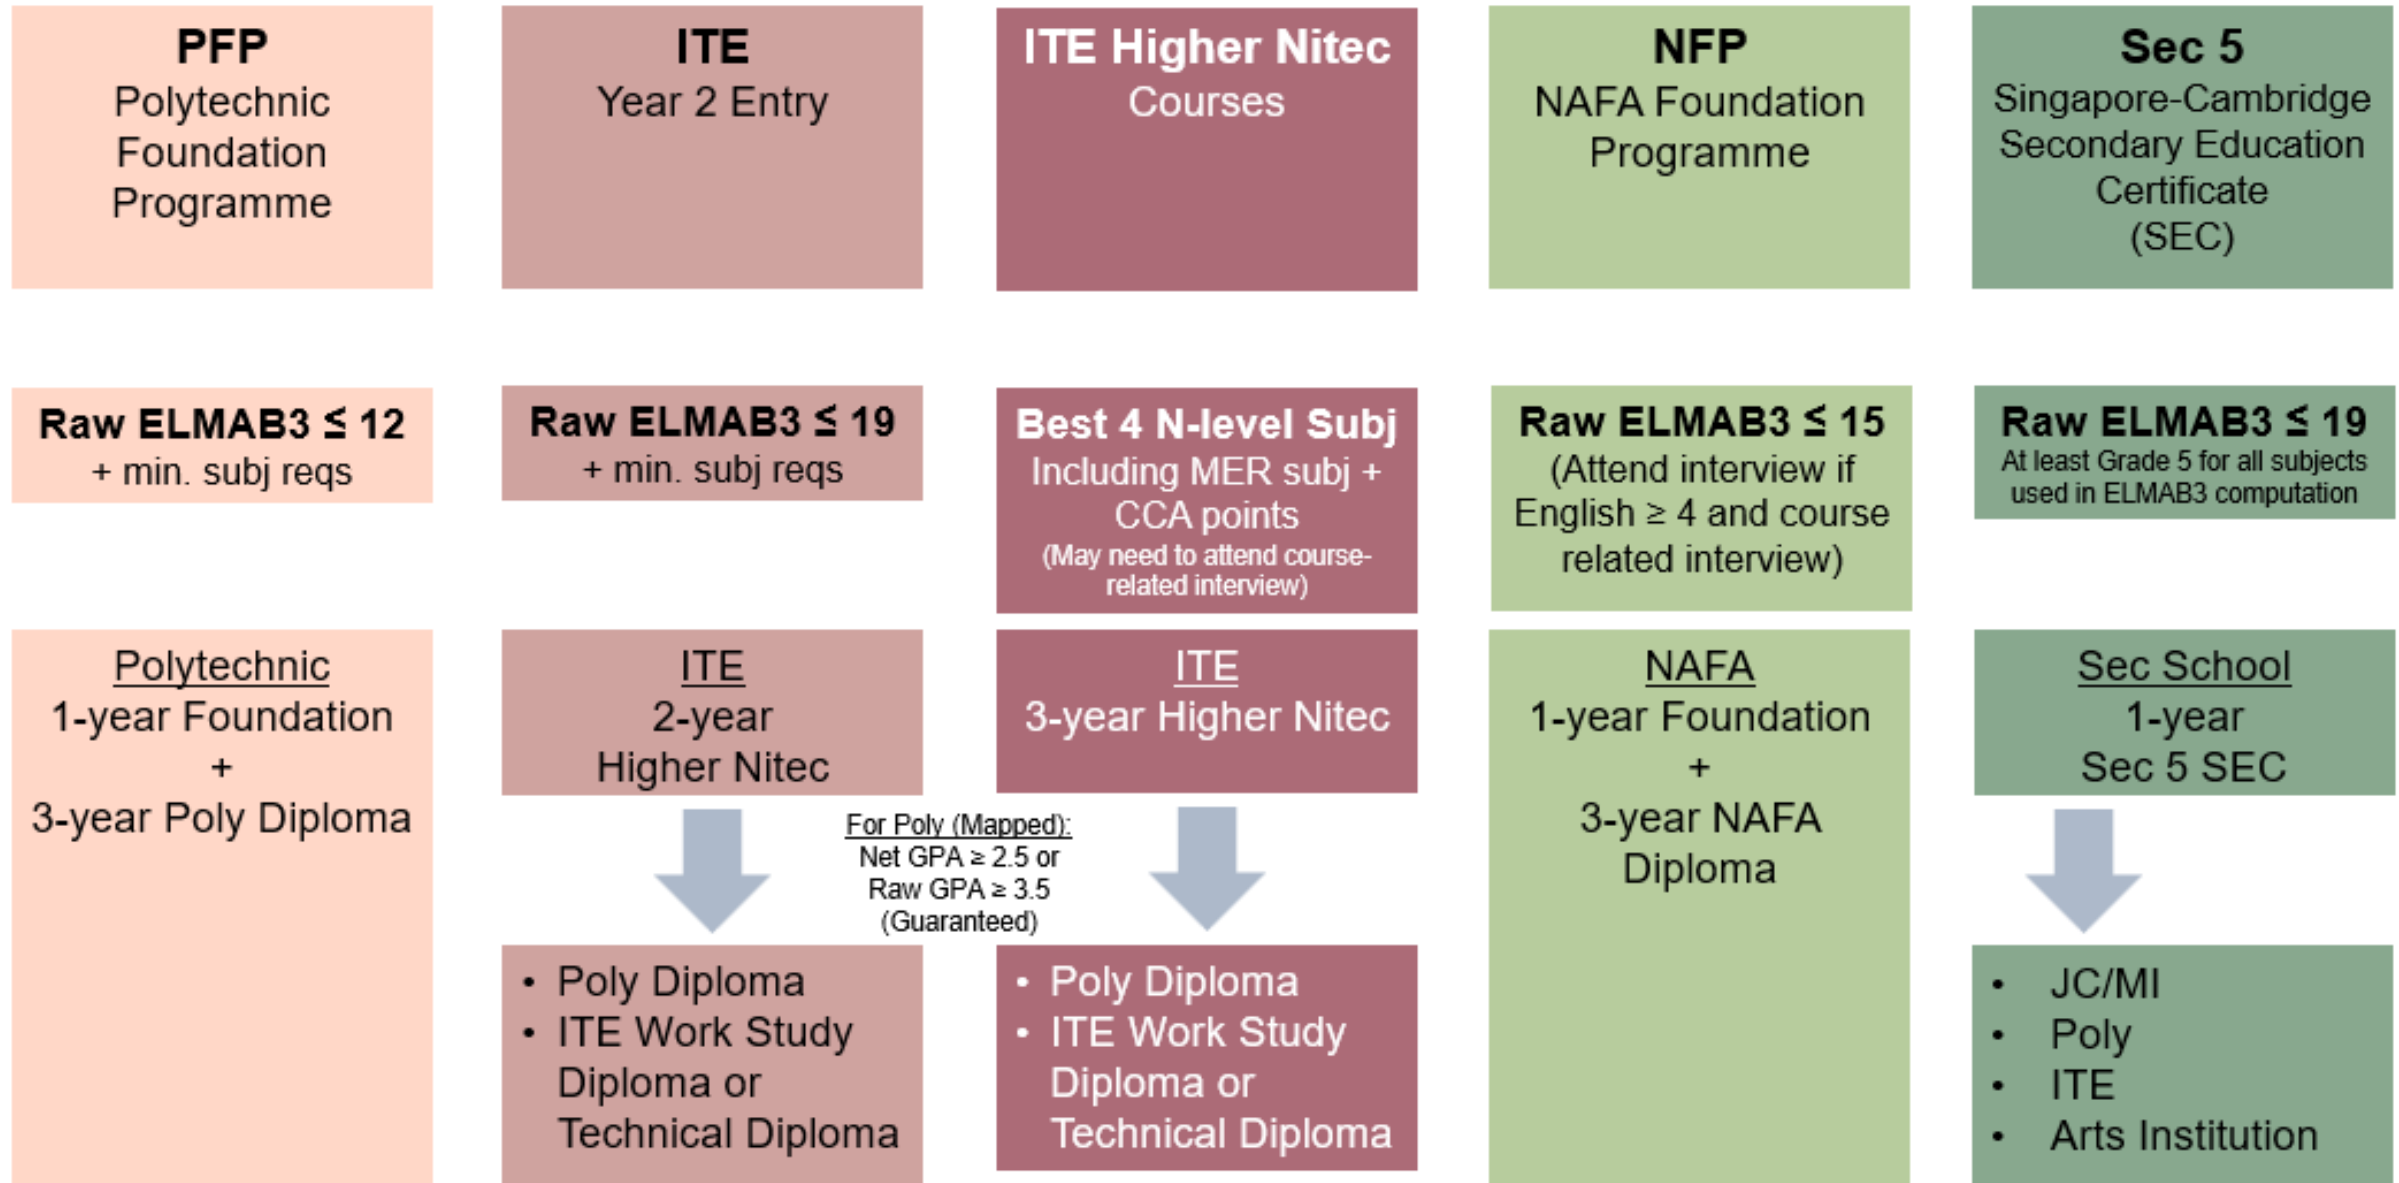 PFP
Polytechnic
Foundation
Programme
ITE
Year 2 Entry
ITE Higher Nitec
Courses
NFP
NAFA Foundation
Programme
Sec 5
Singapore-Cambridge
Secondary Education
Certificate
(SEC)
Raw ELMAB3 ≤ 12
+ min. subj reqs
Raw ELMAB3 ≤ 19
+ min. subj reqs
Best 4 N-level Subj
Including MER subj +
CCA points
(May need to attend course-
related interview)
Raw ELMAB3 ≤ 15
(Attend interview if
English ≥ 4 and course
related interview)
Raw ELMAB3 ≤ 19
At least Grade 5 for all subjects
used in ELMAB3 computation
Polytechnic
1-year Foundation
+
3-year Poly Diploma
ITE
2-year
Higher Nitec
ITE
3-year Higher Nitec
NAFA
1-year Foundation
+
3-year NAFA
Diploma
Sec School
1-year
Sec 5 SEC
For Poly (Mapped):
Net GPA ≥ 2.5 or
Raw GPA ≥ 3.5
(Guaranteed)
• Poly Diploma
• ITE Work Study
Diploma or
Technical Diploma
• Poly Diploma
• ITE Work Study
Diploma or
Technical Diploma
• JC/MI
• Poly
• ITE
• Arts Institution